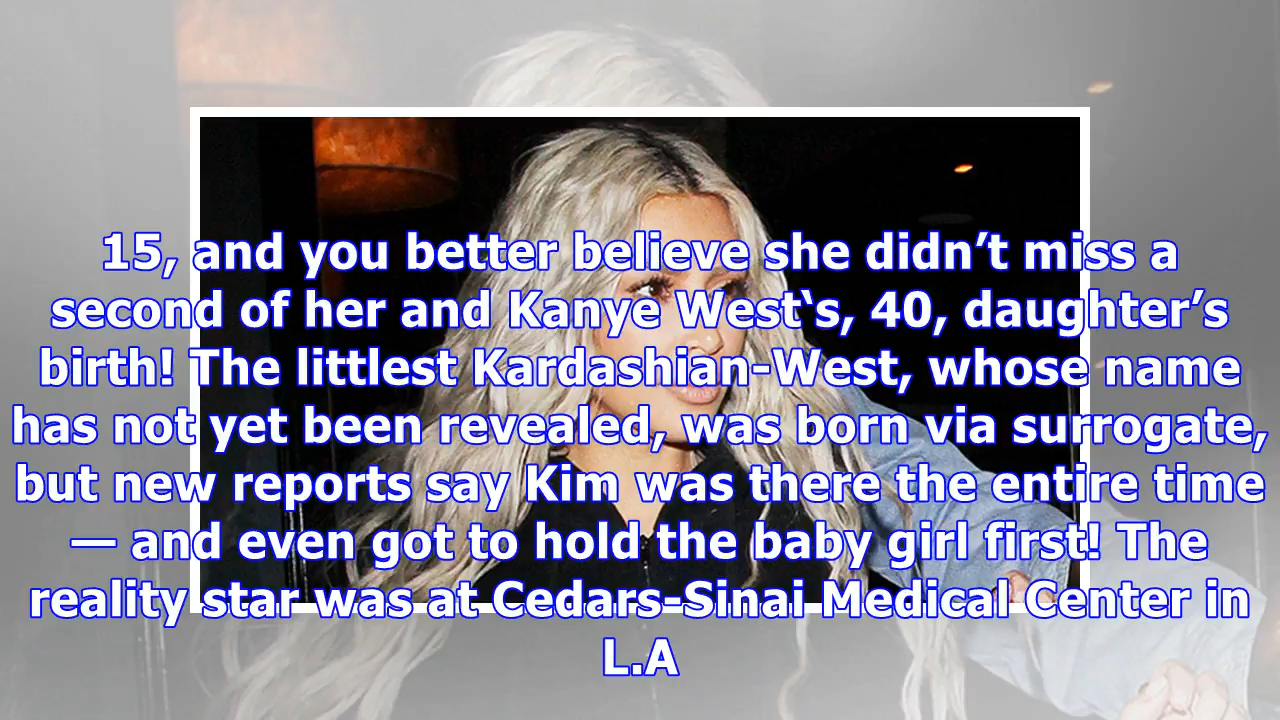 15, and you better believe she didn’t miss a
second of her and Kanye West‘s, 40, daughter’s
birth! The littlest Kardashian-West, whose name
has not yet been revealed, was born via surrogate,
but new reports say Kim was there the entire time
— and even got to hold the baby girl first! The
reality star was at Cedars-Sinai Medical Center in
L.A